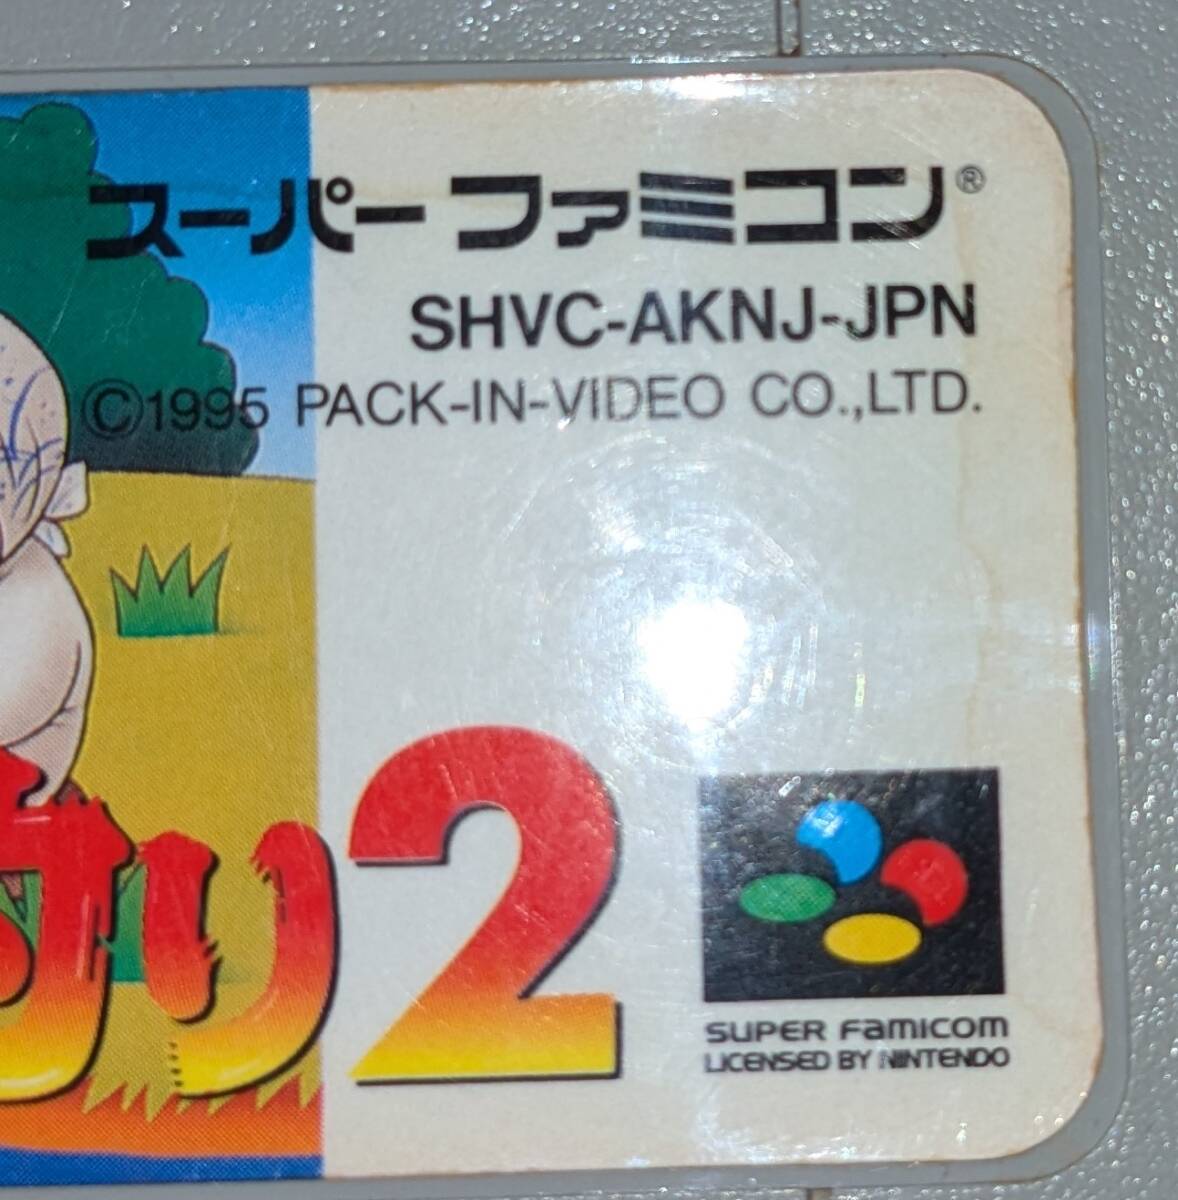 スーパーファミコン®
SHVC-AKNJ-JPN
©1995 PACK-IN-VIDEO CO.,LTD.
り2
SUPER FAMICOM
LICENSED BY NINTENDO